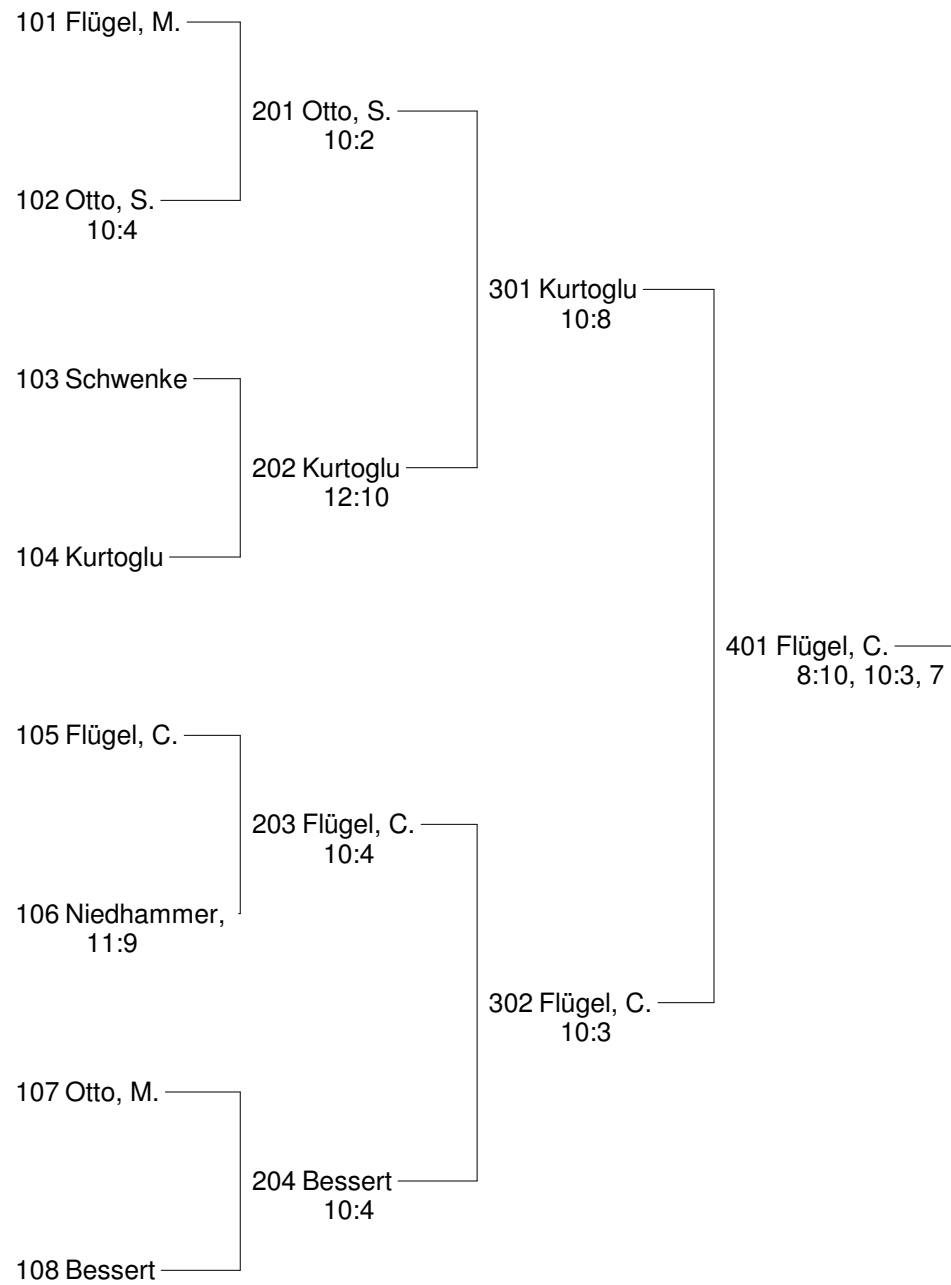 101 Flügel, M.
201 Otto, S.
10:2
102 Otto, S.
10:4
301 Kurtoglu
10:8
103 Schwenke
202 Kurtoglu
12:10
104 Kurtoglu
401 Flügel, C.
8:10, 10:3, 7
105 Flügel, C.
203 Flügel, C.
10:4
106 Niedhammer,
11:9
302 Flügel, C.
10:3
107 Otto, M.
204 Bessert
10:4
108 Bessert